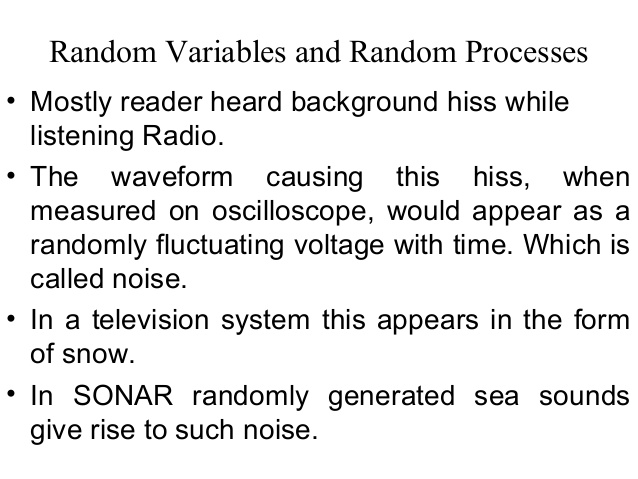 Random Variables and Random Processes
• Mostly reader heard background hiss while
listening Radio.
• The waveform causing this hiss, when
measured on oscilloscope, would appear as a
randomly fluctuating voltage with time. Which is
called noise.
• In a television system this appears in the form
of snow.
• In SONAR randomly generated sea sounds
give rise to such noise.